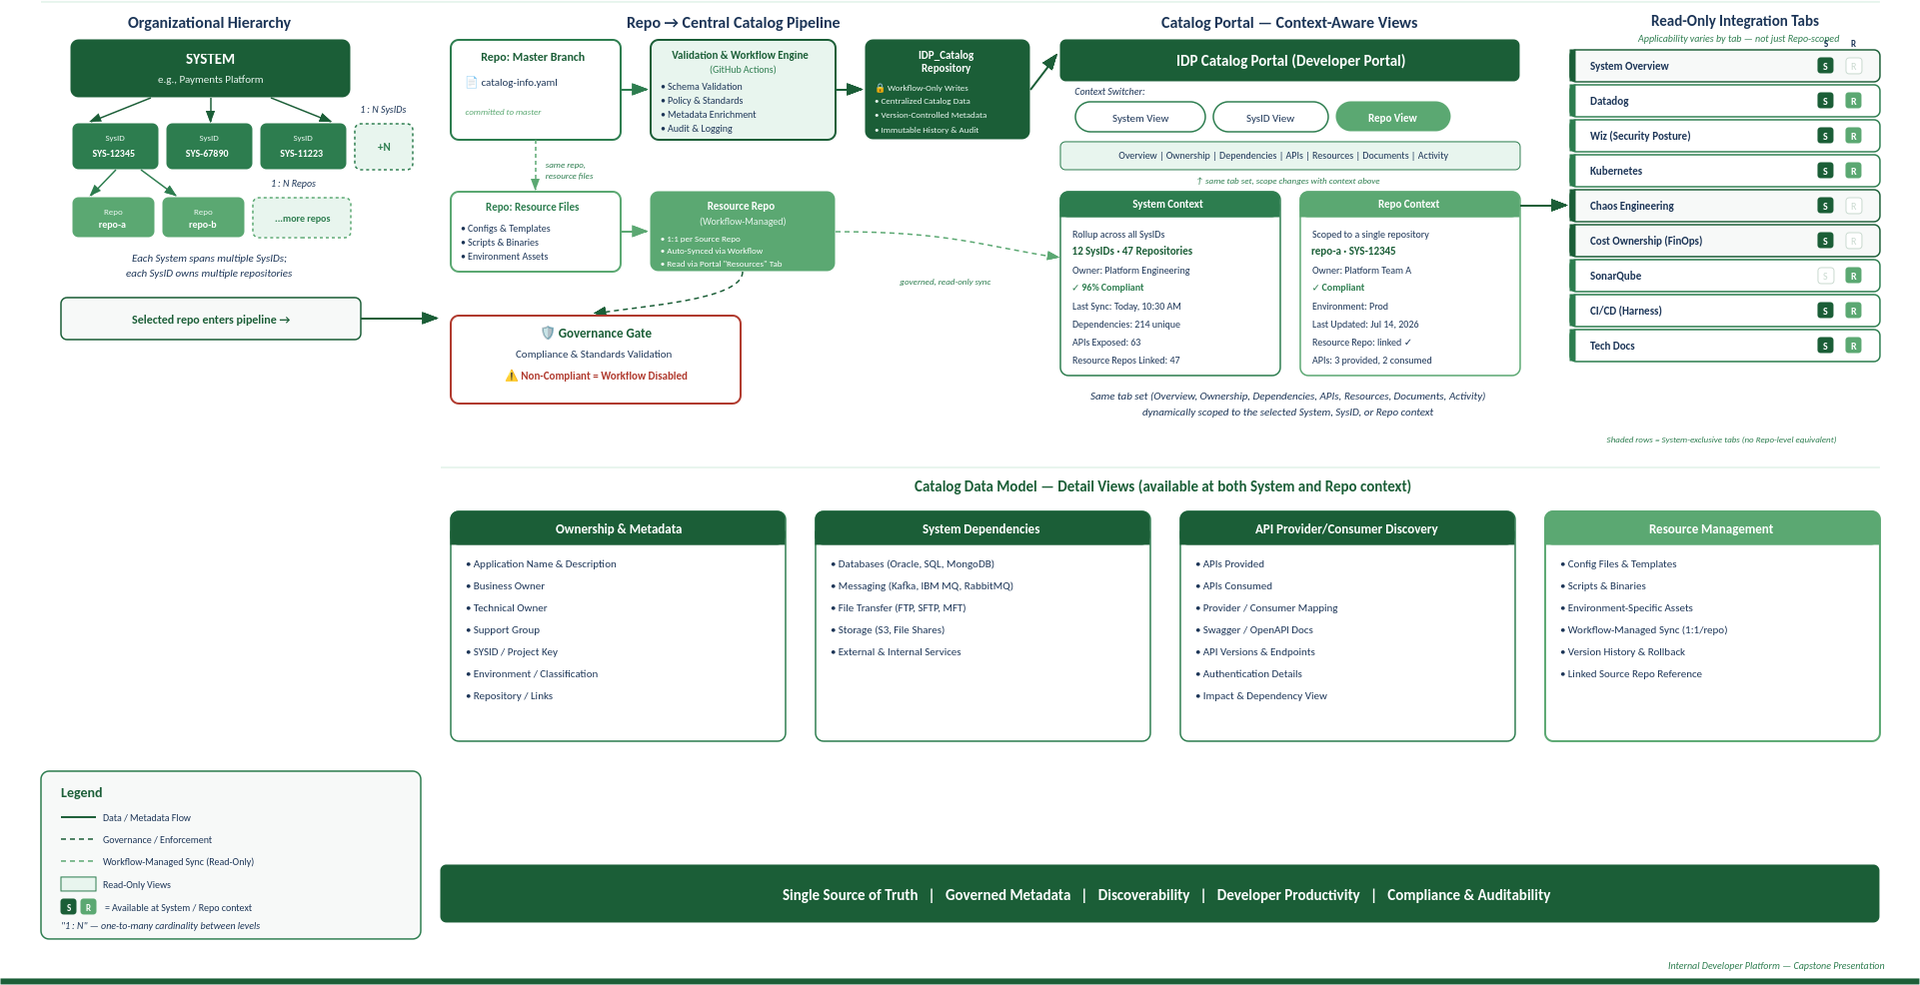 Organizational Hierarchy
SYSTEM
e.g., Payments Platform
1 : N SysIDs
SysID
SYS-12345
SysID
SYS-67890
SysID
SYS-11223
+N
1 : N Repos
Repo
repo-a
Repo
repo-b
...more repos
Each System spans multiple SysIDs;
each SysID owns multiple repositories
Selected repo enters pipeline →
Repo → Central Catalog Pipeline
Repo: Master Branch
📄 catalog-info.yaml
committed to master
Validation & Workflow Engine
(GitHub Actions)
• Schema Validation
• Policy & Standards
• Metadata Enrichment
• Audit & Logging
IDP_Catalog
Repository
🔒 Workflow-Only Writes
• Centralized Catalog Data
• Version-Controlled Metadata
• Immutable History & Audit
same repo,
resource files
Repo: Resource Files
• Configs & Templates
• Scripts & Binaries
• Environment Assets
Resource Repo
(Workflow-Managed)
• 1:1 per Source Repo
• Auto-Synced via Workflow
• Read via Portal "Resources" Tab
governed, read-only sync
🛡️ Governance Gate
Compliance & Standards Validation
⚠️ Non-Compliant = Workflow Disabled
Catalog Portal — Context-Aware Views
IDP Catalog Portal (Developer Portal)
Context Switcher:
System View
SysID View
Repo View
Overview | Ownership | Dependencies | APIs | Resources | Documents | Activity
↑ same tab set, scope changes with context above
System Context
Rollup across all SysIDs
12 SysIDs · 47 Repositories
Owner: Platform Engineering
✓ 96% Compliant
Last Sync: Today, 10:30 AM
Dependencies: 214 unique
APIs Exposed: 63
Resource Repos Linked: 47
Repo Context
Scoped to a single repository
repo-a · SYS-12345
Owner: Platform Team A
✓ Compliant
Environment: Prod
Last Updated: Jul 14, 2026
Resource Repo: linked ✓
APIs: 3 provided, 2 consumed
Same tab set (Overview, Ownership, Dependencies, APIs, Resources, Documents, Activity)
dynamically scoped to the selected System, SysID, or Repo context
Read-Only Integration Tabs
Applicability varies by tab — not just Repo-scoped
S R
System Overview S R
Datadog S R
Wiz (Security Posture) S R
Kubernetes S R
Chaos Engineering S R
Cost Ownership (FinOps) S R
SonarQube S R
CI/CD (Harness) S R
Tech Docs S R
Shaded rows = System-exclusive tabs (no Repo-level equivalent)
Catalog Data Model — Detail Views (available at both System and Repo context)
Ownership & Metadata
• Application Name & Description
• Business Owner
• Technical Owner
• Support Group
• SYSID / Project Key
• Environment / Classification
• Repository / Links
System Dependencies
• Databases (Oracle, SQL, MongoDB)
• Messaging (Kafka, IBM MQ, RabbitMQ)
• File Transfer (FTP, SFTP, MFT)
• Storage (S3, File Shares)
• External & Internal Services
API Provider/Consumer Discovery
• APIs Provided
• APIs Consumed
• Provider / Consumer Mapping
• Swagger / OpenAPI Docs
• API Versions & Endpoints
• Authentication Details
• Impact & Dependency View
Resource Management
• Config Files & Templates
• Scripts & Binaries
• Environment-Specific Assets
• Workflow-Managed Sync (1:1/repo)
• Version History & Rollback
• Linked Source Repo Reference
Legend
Data / Metadata Flow
Governance / Enforcement
Workflow-Managed Sync (Read-Only)
Read-Only Views
S R = Available at System / Repo context
"1 : N" — one-to-many cardinality between levels
Single Source of Truth | Governed Metadata | Discoverability | Developer Productivity | Compliance & Auditability
Internal Developer Platform — Capstone Presentation